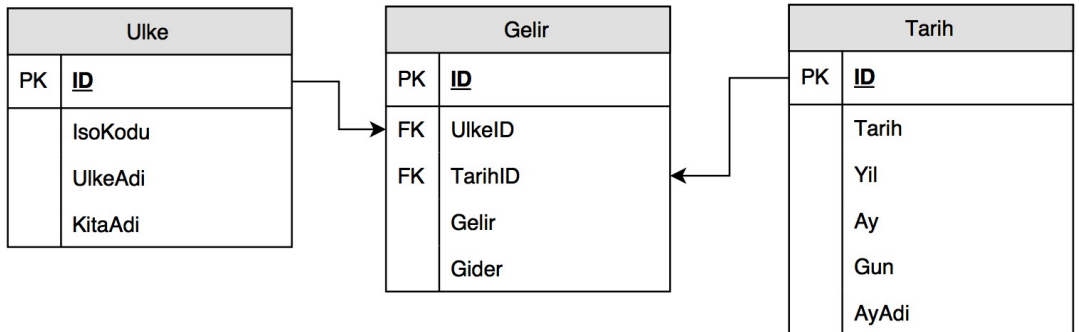 Ulke
PK ID
IsoKodu
UlkeAdi
KitaAdi
Gelir
PK ID
FK UlkeID
FK TarihID
Gelir
Gider
Tarih
PK ID
Tarih
Yil
Ay
Gun
AyAdi